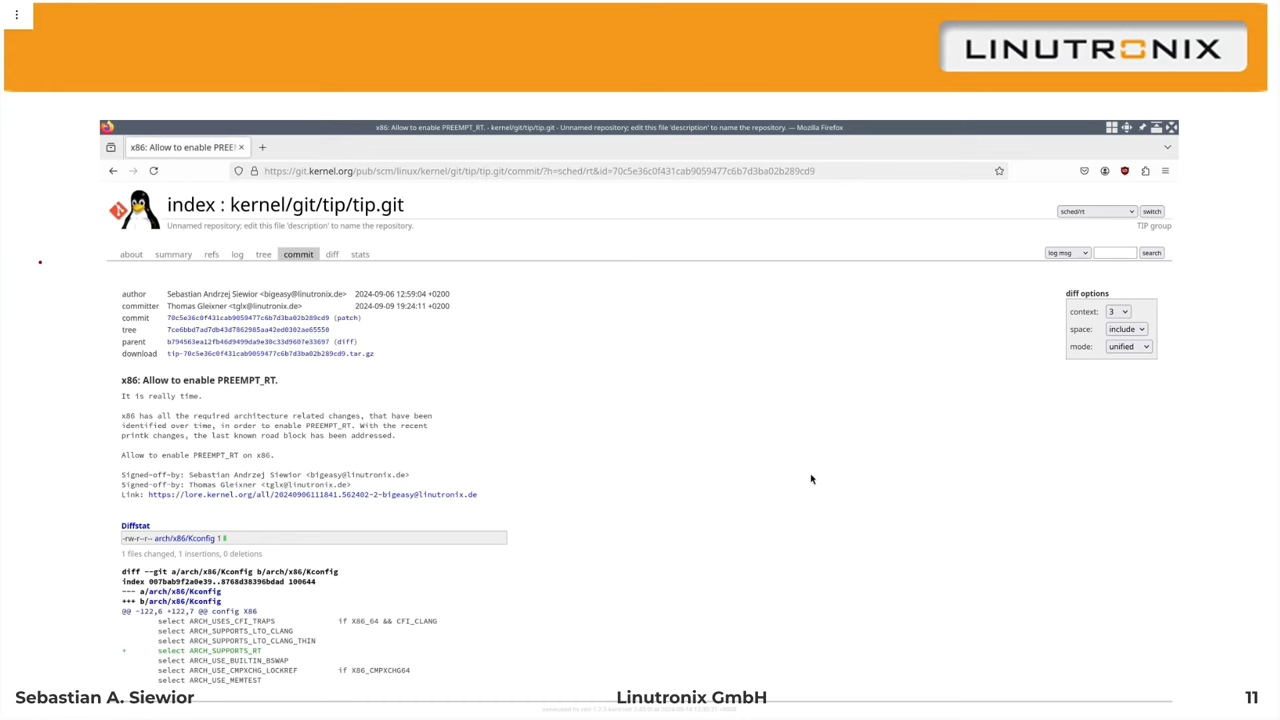 LINUTRONIX
x86: Allow to enable PREEMPT_RT. - kernel/git/tip/tip.git - Unnamed repository; edit this file 'description' to name the repository. — Mozilla Firefox
x86: Allow to enable PREE
https://git.kernel.org/pub/scm/linux/kernel/git/tip/tip.git/commit/?h=sched/rt&id=70c5e36c0f431cab9059477c6b7d3ba02b289cd9
index : kernel/git/tip/tip.git
sched/rt switch
Unnamed repository; edit this file 'description' to name the repository.
TIP group
about summary refs log tree commit diff stats
log msg search
author Sebastian Andrzej Siewior <bigeasy@linutronix.de> 2024-09-06 12:59:04 +0200
committer Thomas Gleixner <tglx@linutronix.de> 2024-09-09 19:24:11 +0200
commit 70c5e36c0f431cab9059477c6b7d3ba02b289cd9 (patch)
tree 7ce6bbd7ad7db43d7862985aa42ed0302ae65550
parent b794563ea12fb46d9499da9e30c33d9607e33697 (diff)
download tip-70c5e36c0f431cab9059477c6b7d3ba02b289cd9.tar.gz
diff options
context: 3
space: include
mode: unified
x86: Allow to enable PREEMPT_RT.
It is really time.
x86 has all the required architecture related changes, that have been
identified over time, in order to enable PREEMPT_RT. With the recent
printk changes, the last known road block has been addressed.
Allow to enable PREEMPT_RT on x86.
Signed-off-by: Sebastian Andrzej Siewior <bigeasy@linutronix.de>
Signed-off-by: Thomas Gleixner <tglx@linutronix.de>
Link: https://lore.kernel.org/all/20240906111841.562402-2-bigeasy@linutronix.de
Diffstat
-rw-r--r-- arch/x86/Kconfig 1
1 files changed, 1 insertions, 0 deletions
diff --git a/arch/x86/Kconfig b/arch/x86/Kconfig
index 007bab9f2a0e39..8768d38396bdad 100644
--- a/arch/x86/Kconfig
+++ b/arch/x86/Kconfig
@@ -122,6 +122,7 @@ config X86
select ARCH_USES_CFI_TRAPS if X86_64 && CFI_CLANG
select ARCH_SUPPORTS_LTO_CLANG
select ARCH_SUPPORTS_LTO_CLANG_THIN
+ select ARCH_SUPPORTS_RT
select ARCH_USE_BUILTIN_BSWAP
select ARCH_USE_CMPXCHG_LOCKREF if X86_CMPXCHG64
select ARCH_USE_MEMTEST
Sebastian A. Siewior
Linutronix GmbH
11